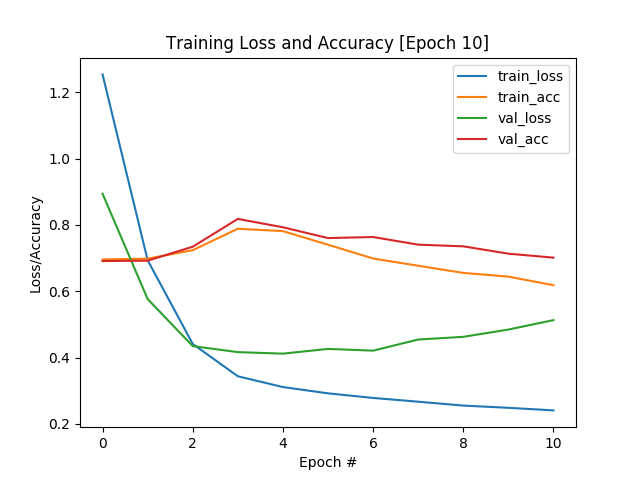 Training Loss and Accuracy [Epoch 10]
train_loss
train_acc
val_loss
val_acc
1.2
1.0
0.8
0.6
0.4
0.2
Loss/Accuracy
0 2 4 6 8 10
Epoch #